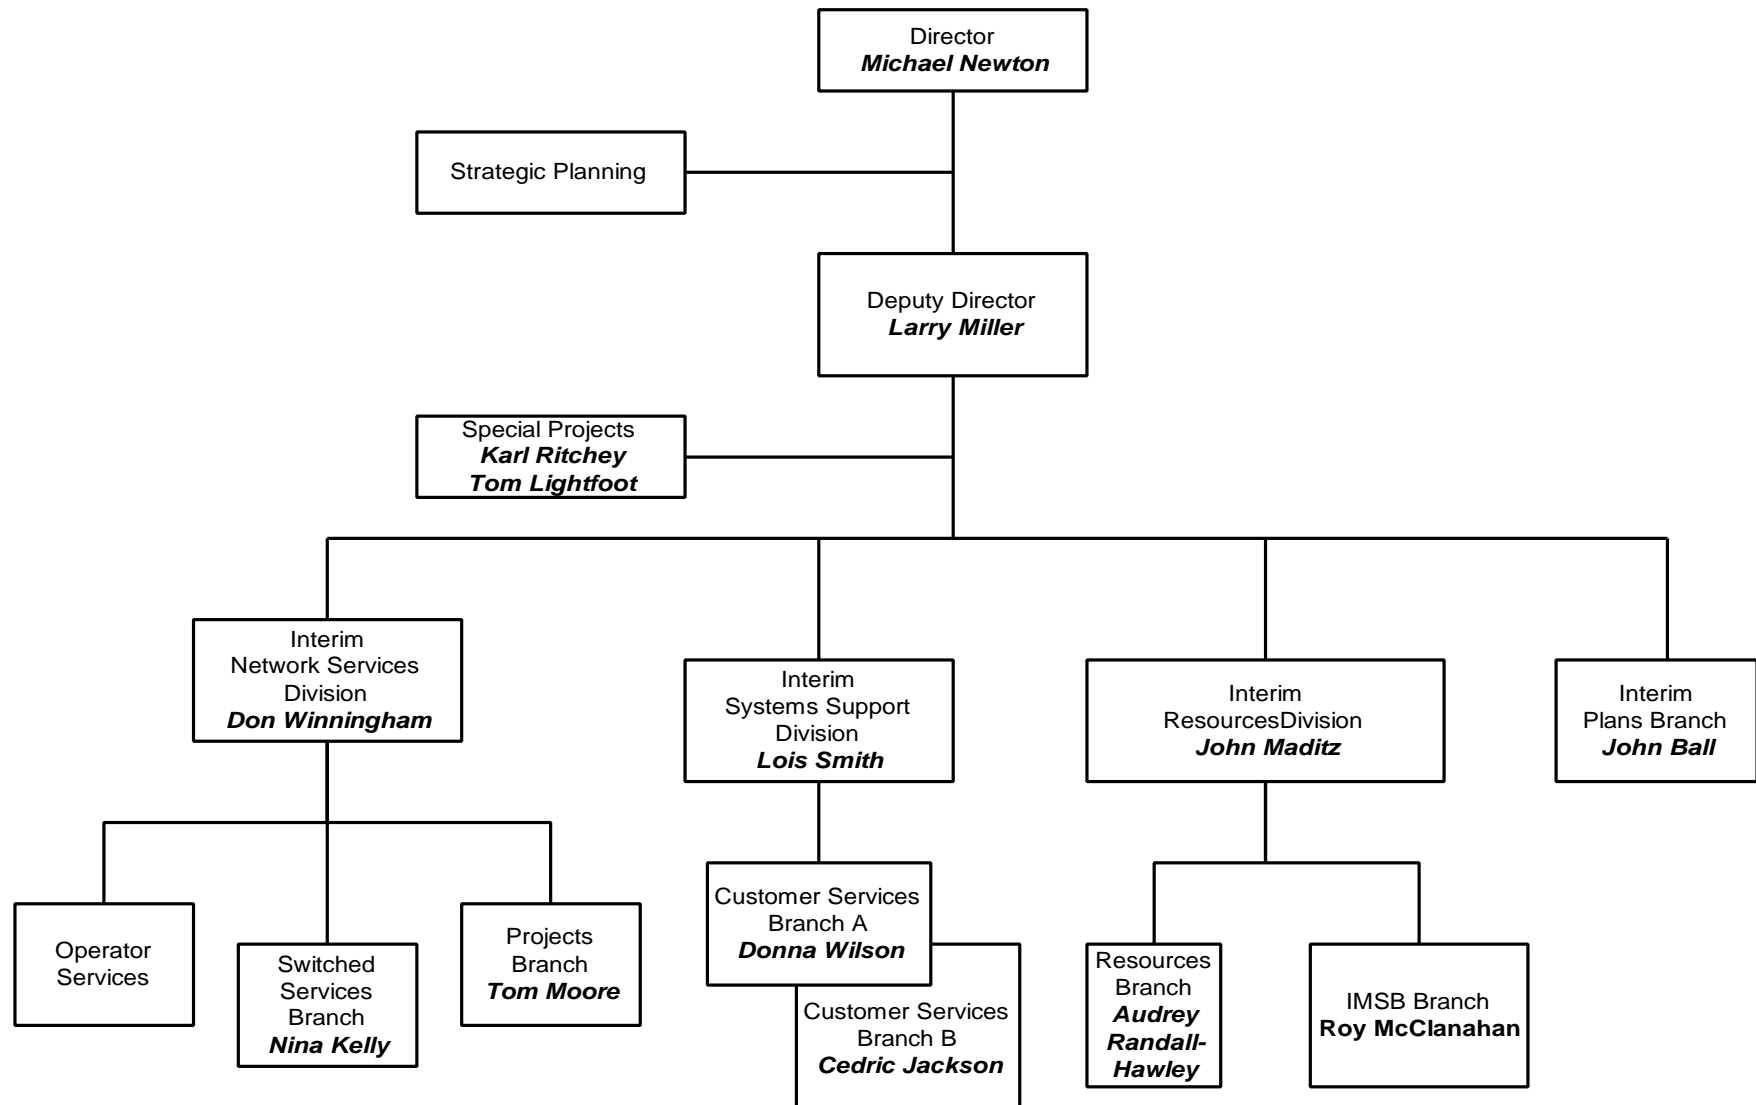 Director
Michael Newton
Strategic Planning
Deputy Director
Larry Miller
Special Projects
Karl Ritchey
Tom Lightfoot
Interim
Network Services
Division
Don Winningham
Interim
Systems Support
Division
Lois Smith
Interim
ResourcesDivision
John Maditz
Interim
Plans Branch
John Ball
Operator
Services
Switched
Services
Branch
Nina Kelly
Projects
Branch
Tom Moore
Customer Services
Branch A
Donna Wilson
Customer Services
Branch B
Cedric Jackson
Resources
Branch
Audrey
Randall-
Hawley
IMSB Branch
Roy McClanahan